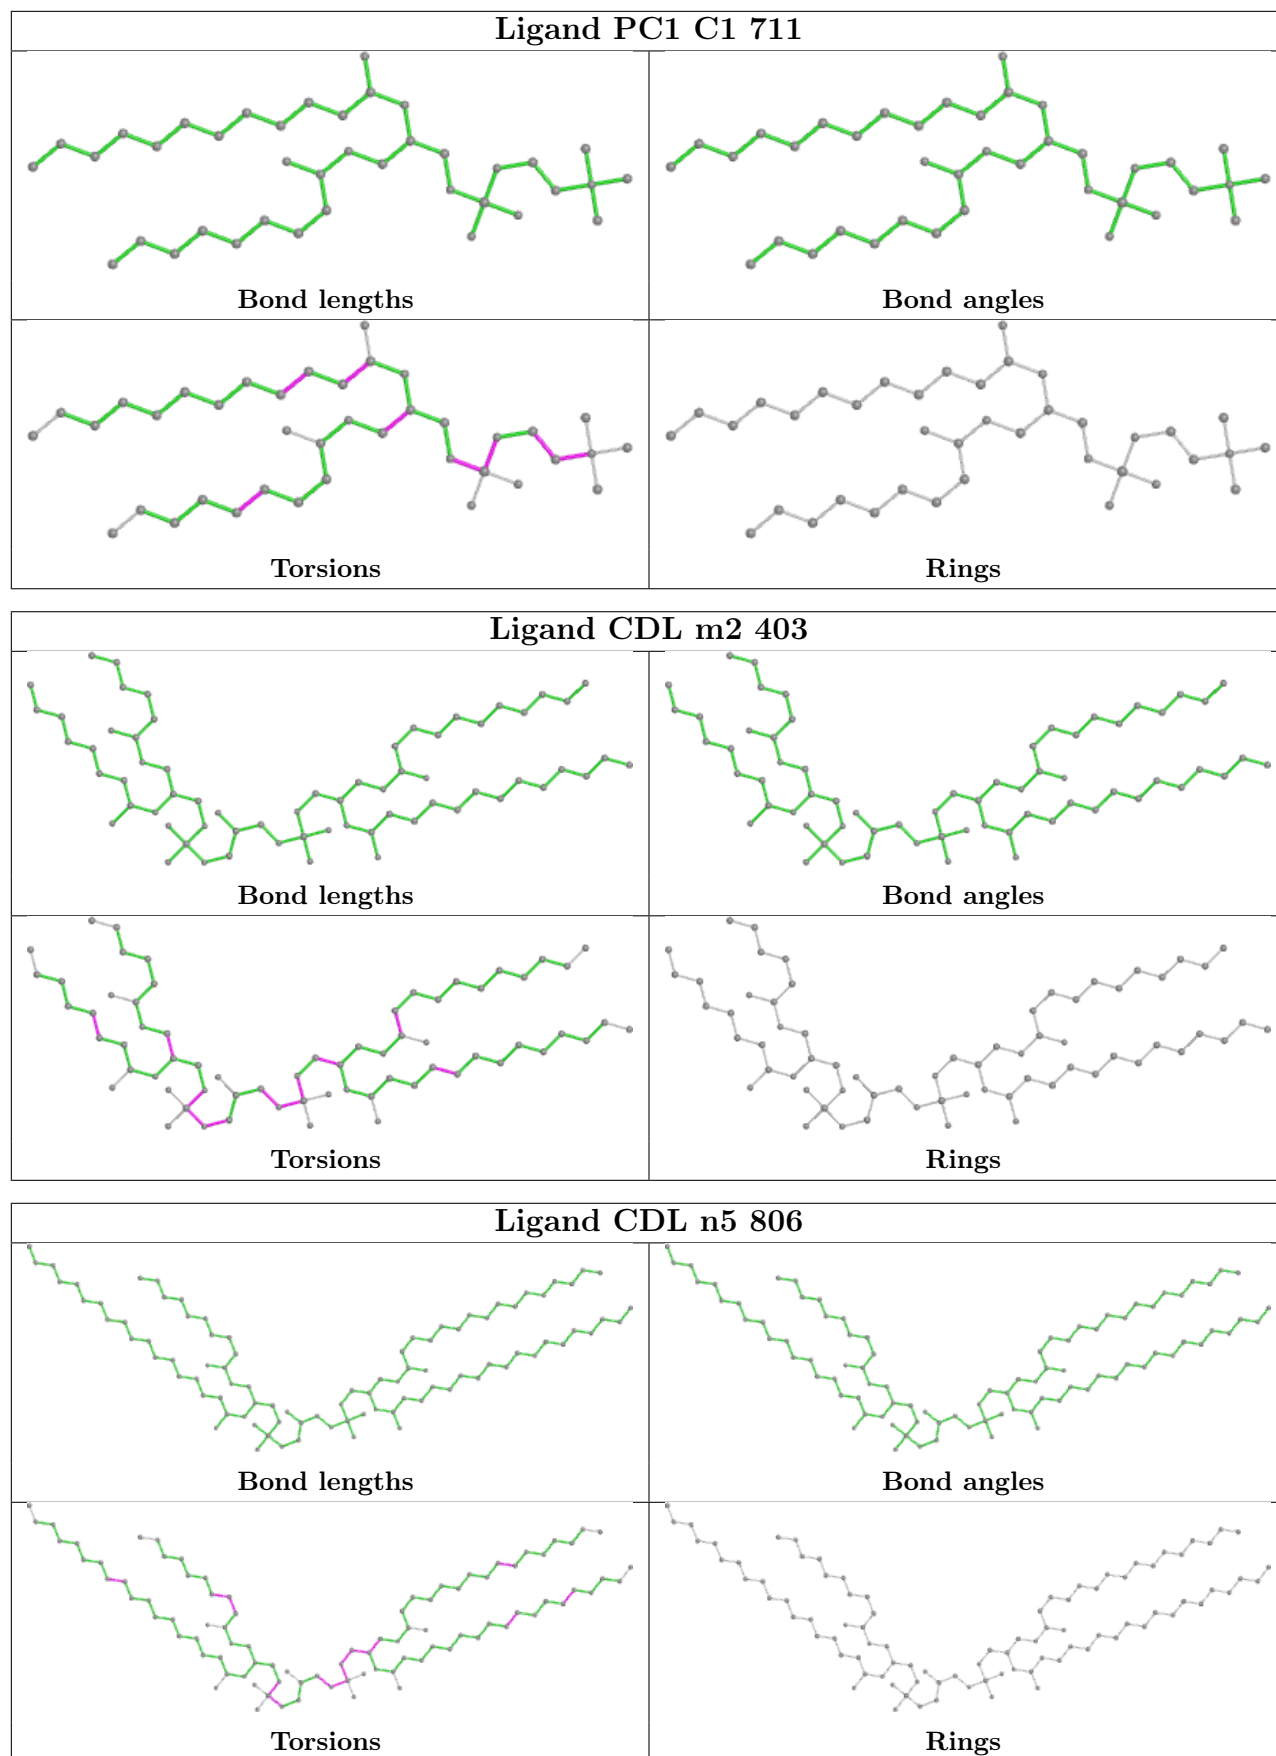 Ligand PC1 C1 711
Bond lengths
Bond angles
Torsions
Rings
Ligand CDL m2 403
Bond lengths
Bond angles
Torsions
Rings
Ligand CDL n5 806
Bond lengths
Bond angles
Torsions
Rings